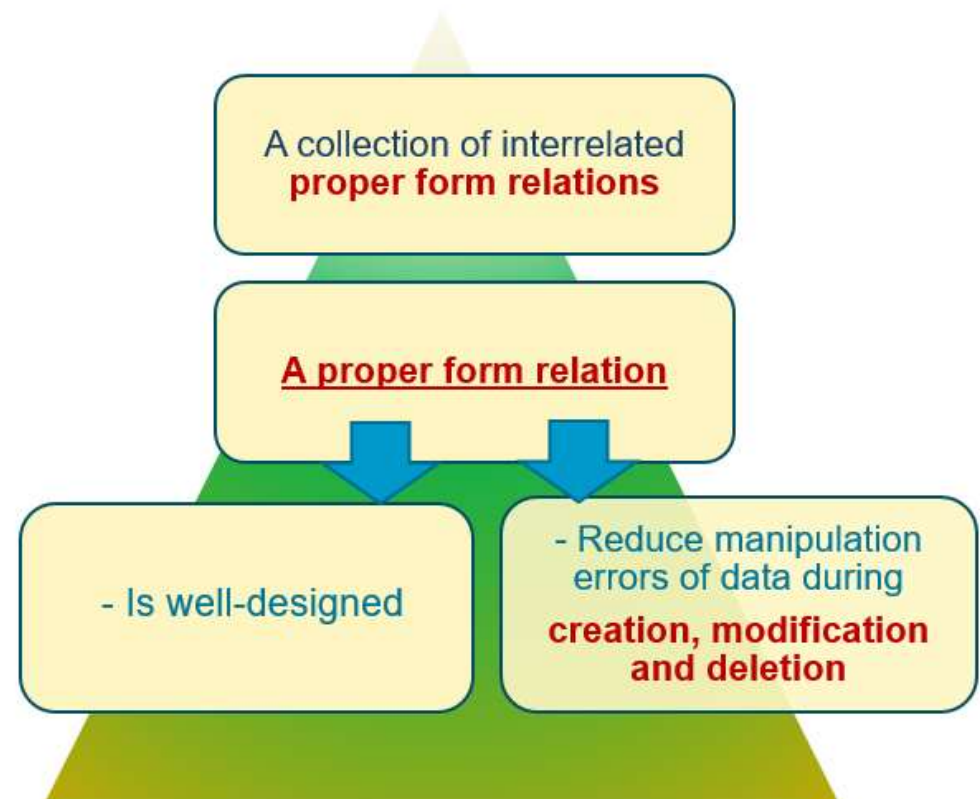 A collection of interrelated
proper form relations
A proper form relation
- Is well-designed
- Reduce manipulation
errors of data during
creation, modification
and deletion